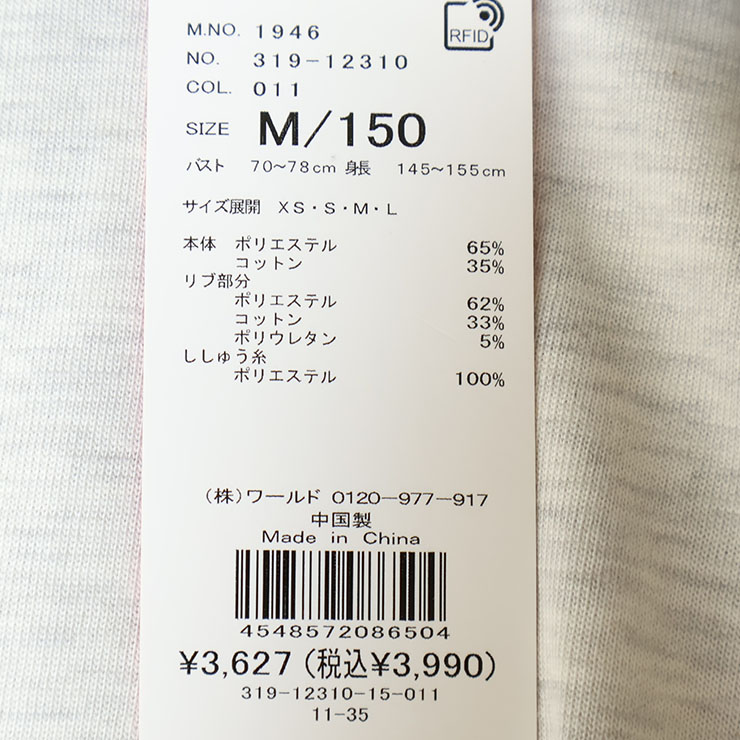 M.NO. 1946
RFID
NO. 319-12310
COL. 011
SIZE M/150
バスト 70～78cm 身長 145～155cm
サイズ展開 XS・S・M・L
本体 ポリエステル 65%
コットン 35%
リブ部分
ポリエステル 62%
コットン 33%
ポリウレタン 5%
ししゅう糸
ポリエステル 100%
(株)ワールド 0120-977-917
中国製
Made in China
4548572086504
¥3,627 (税込¥3,990)
319-12310-15-011
11-35